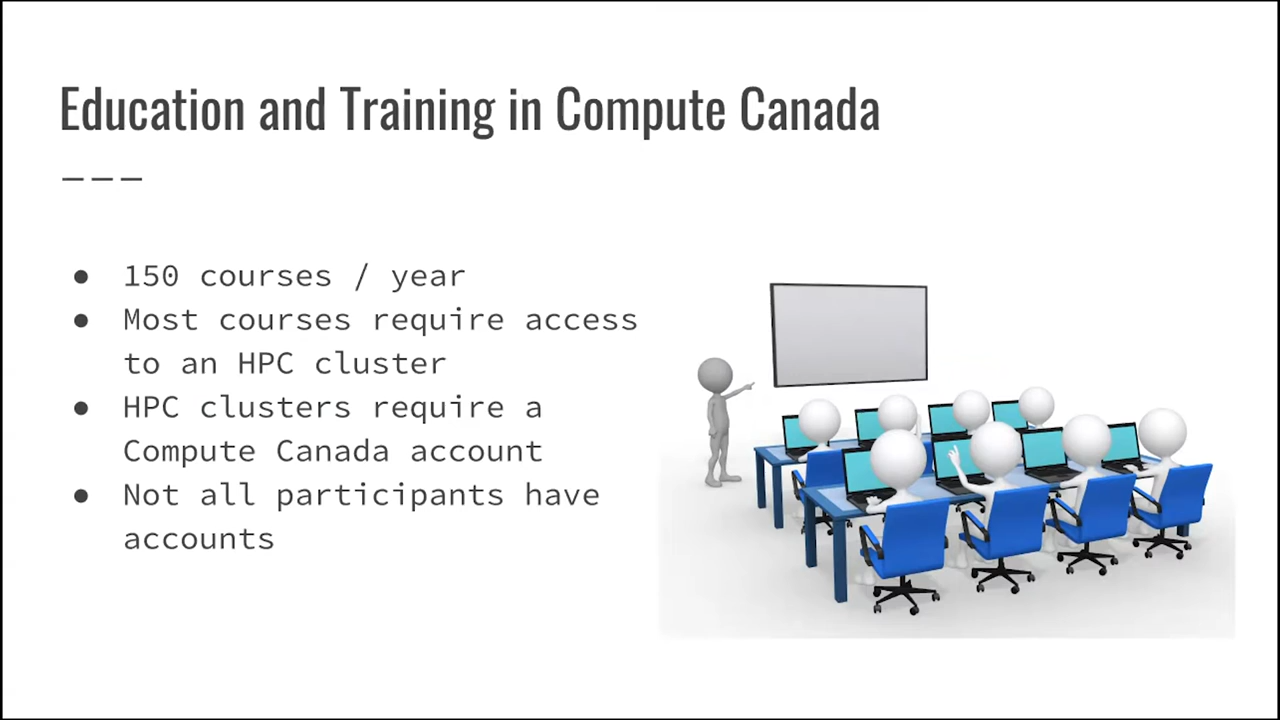 Education and Training in Compute Canada
● 150 courses / year
● Most courses require access
to an HPC cluster
● HPC clusters require a
Compute Canada account
● Not all participants have
accounts